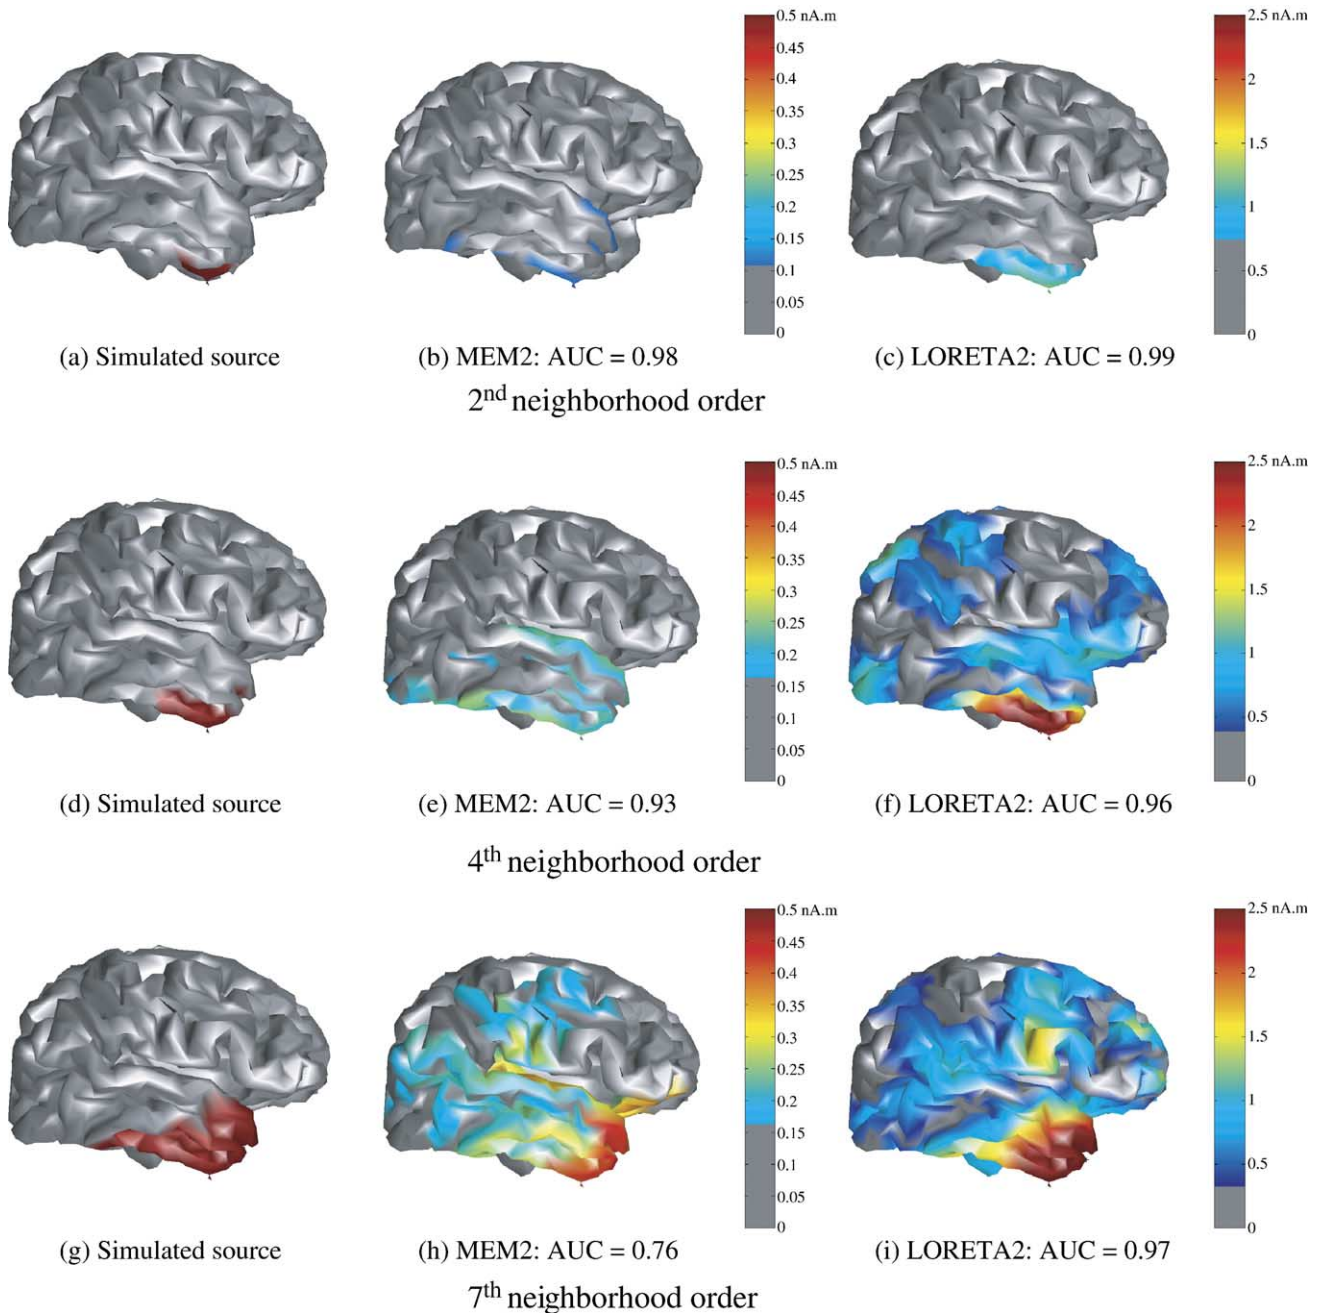 0.5 nA.m
0.45
0.4
0.35
0.3
0.25
0.2
0.15
0.1
0.05
0
2.5 nA.m
2
1.5
1
0.5
0
(a) Simulated source
(b) MEM2: AUC = 0.98
(c) LORETA2: AUC = 0.99
2nd neighborhood order
0.5 nA.m
0.45
0.4
0.35
0.3
0.25
0.2
0.15
0.1
0.05
0
2.5 nA.m
2
1.5
1
0.5
0
(d) Simulated source
(e) MEM2: AUC = 0.93
(f) LORETA2: AUC = 0.96
4th neighborhood order
0.5 nA.m
0.45
0.4
0.35
0.3
0.25
0.2
0.15
0.1
0.05
0
2.5 nA.m
2
1.5
1
0.5
0
(g) Simulated source
(h) MEM2: AUC = 0.76
(i) LORETA2: AUC = 0.97
7th neighborhood order